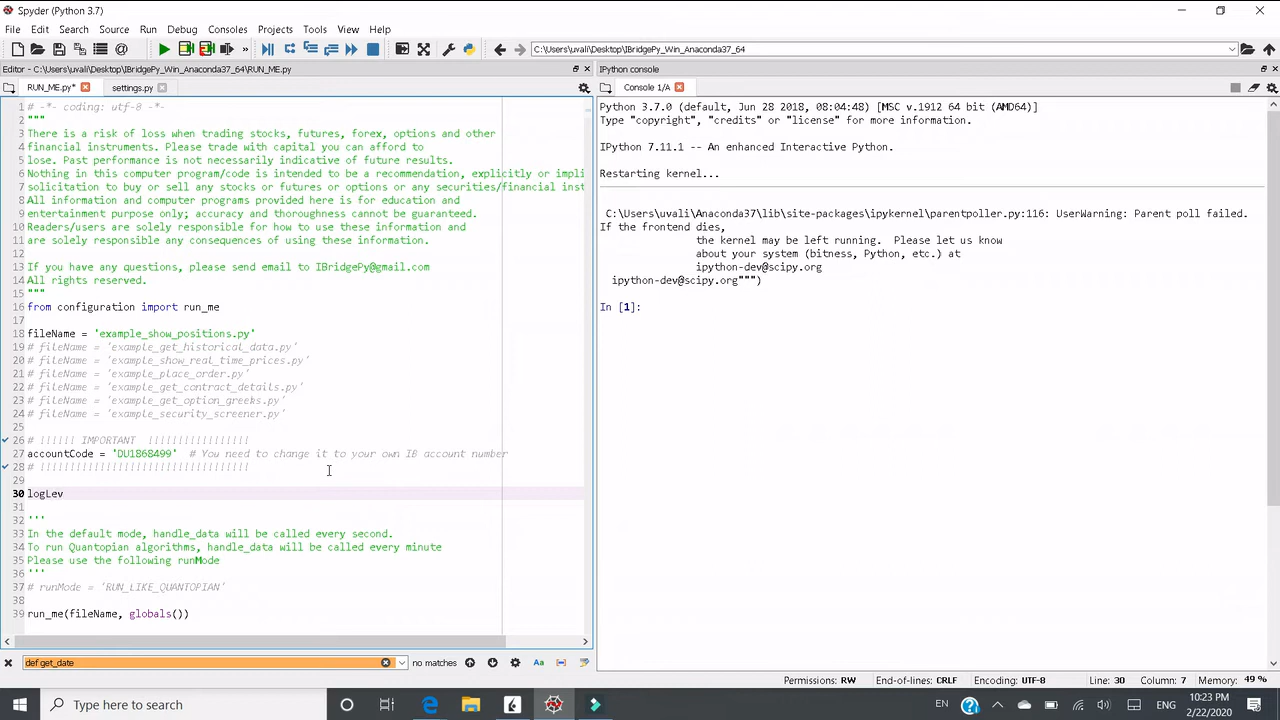 Spyder (Python 3.7)
File Edit Search Source Run Debug Consoles Projects Tools View Help
C:\Users\uvali\Desktop\IBridgePy_Win_Anaconda37_64
Editor - C:\Users\uvali\Desktop\IBridgePy_Win_Anaconda37_64\RUN_ME.py
RUN_ME.py* settings.py
1 # -*- coding: utf-8 -*-
2 """
3 There is a risk of loss when trading stocks, futures, forex, options and other
4 financial instruments. Please trade with capital you can afford to
5 lose. Past performance is not necessarily indicative of future results.
6 Nothing in this computer program/code is intended to be a recommendation, explicitly or impli
7 solicitation to buy or sell any stocks or futures or options or any securities/financial inst
8 All information and computer programs provided here is for education and
9 entertainment purpose only; accuracy and thoroughness cannot be guaranteed.
10 Readers/users are solely responsible for how to use these information and
11 are solely responsible any consequences of using these information.
12
13 If you have any questions, please send email to IBridgePy@gmail.com
14 All rights reserved.
15 """
16 from configuration import run_me
17
18 fileName = 'example_show_positions.py'
19 # fileName = 'example_get_historical_data.py'
20 # fileName = 'example_show_real_time_prices.py'
21 # fileName = 'example_place_order.py'
22 # fileName = 'example_get_contract_details.py'
23 # fileName = 'example_get_option_greeks.py'
24 # fileName = 'example_security_screener.py'
25
26 # !!!!!! IMPORTANT !!!!!!!!!!!!!!!!!
27 accountCode = 'DU1868499' # You need to change it to your own IB account number
28 # !!!!!!!!!!!!!!!!!!!!!!!!!!!!!!!!!!!
29
30 logLev
31
32 '''
33 In the default mode, handle_data will be called every second.
34 To run Quantopian algorithms, handle_data will be called every minute
35 Please use the following runMode
36 '''
37 # runMode = 'RUN_LIKE_QUANTOPIAN'
38
39 run_me(fileName, globals())
def get_date no matches Aa
IPython console
Console 1/A
Python 3.7.0 (default, Jun 28 2018, 08:04:48) [MSC v.1912 64 bit (AMD64)]
Type "copyright", "credits" or "license" for more information.
IPython 7.11.1 -- An enhanced Interactive Python.
Restarting kernel...
C:\Users\uvali\Anaconda37\lib\site-packages\ipykernel\parentpoller.py:116: UserWarning: Parent poll failed.
If the frontend dies,
the kernel may be left running. Please let us know
about your system (bitness, Python, etc.) at
ipython-dev@scipy.org
ipython-dev@scipy.org""")
In [1]:
Permissions: RW End-of-lines: CRLF Encoding: UTF-8 Line: 30 Column: 7 Memory: 49 %
Type here to search
EN ENG 10:23 PM
2/22/2020